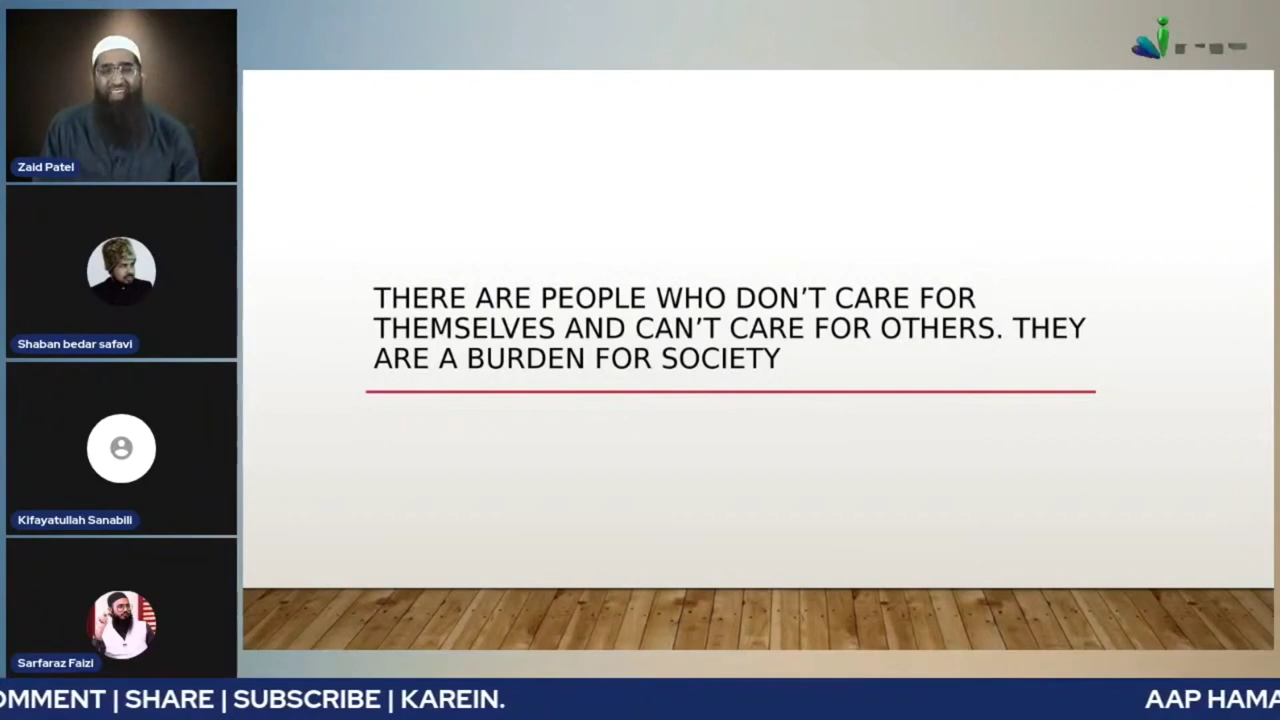 Zaid Patel
Shaban bedar safavi
Kifayatullah Sanabili
Sarfaraz Faizi
THERE ARE PEOPLE WHO DON’T CARE FOR
THEMSELVES AND CAN’T CARE FOR OTHERS. THEY
ARE A BURDEN FOR SOCIETY
OMMENT | SHARE | SUBSCRIBE | KAREIN.
AAP HAMA